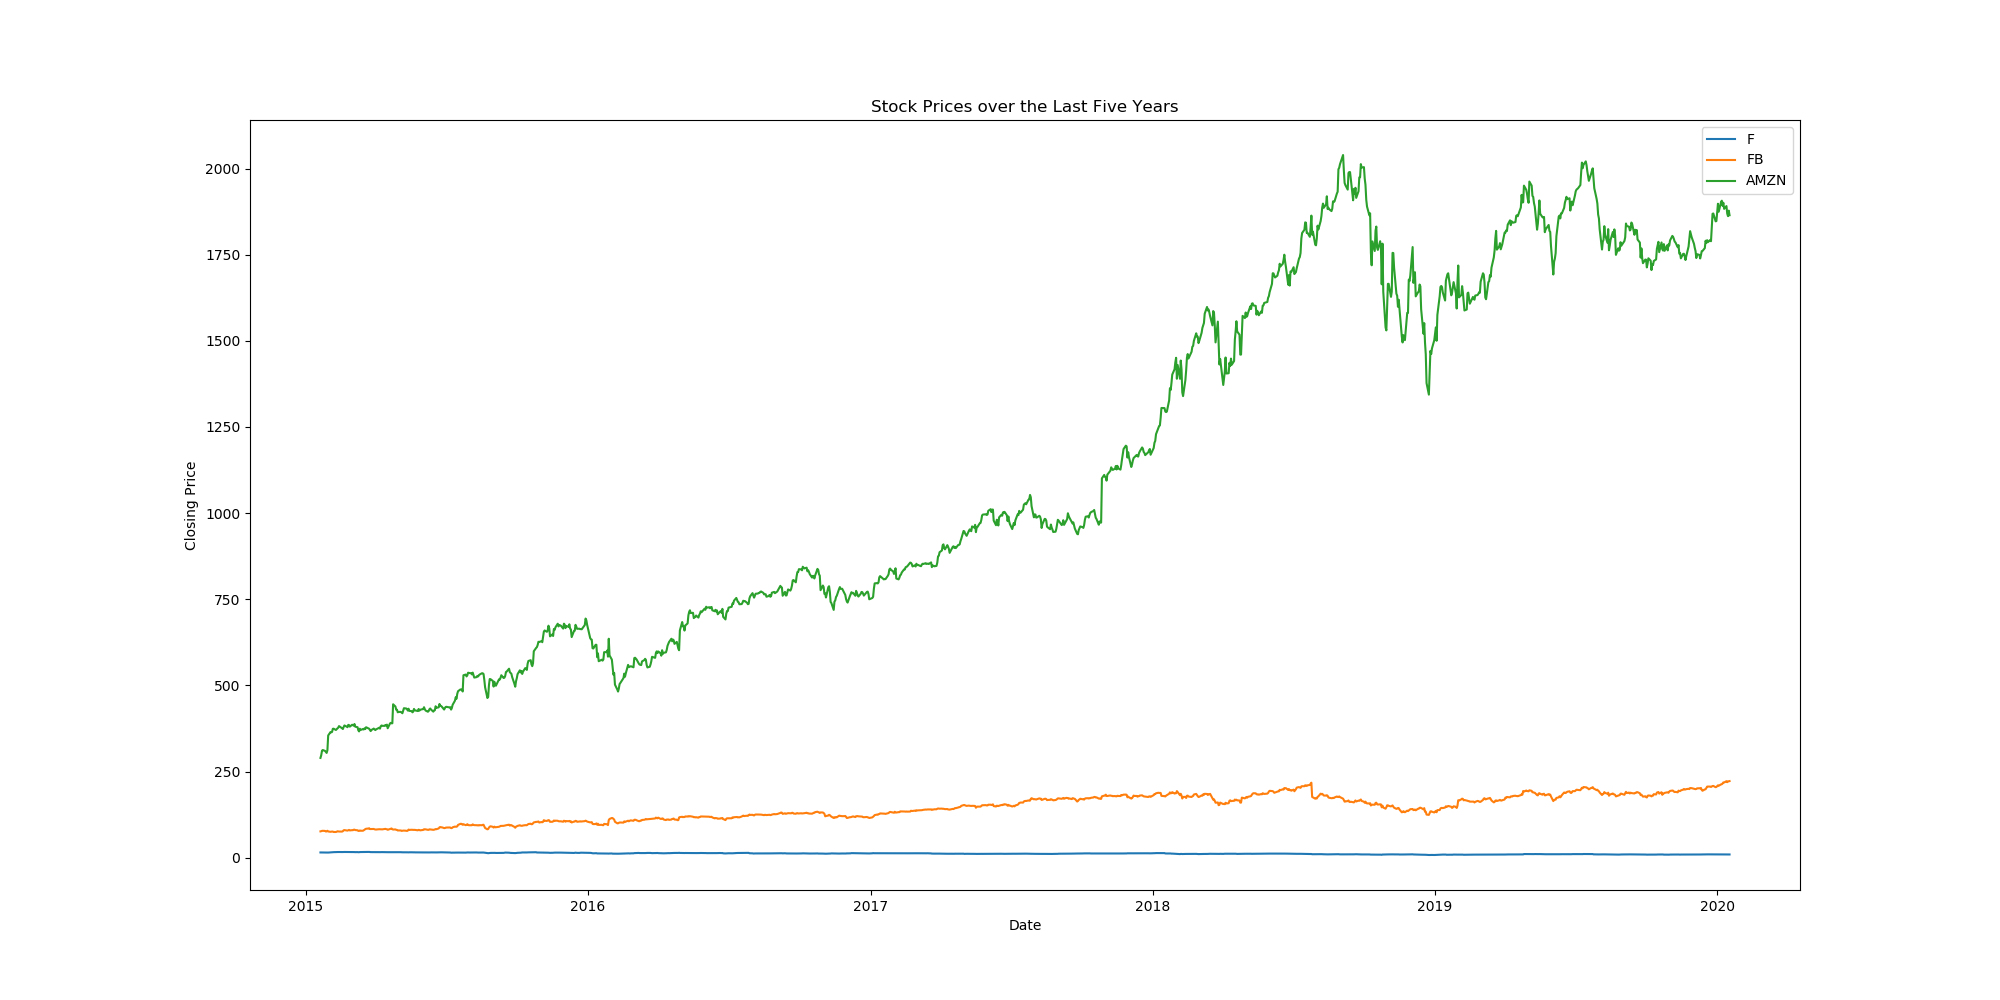 Stock Prices over the Last Five Years
F
FB
AMZN
2000
1750
1500
1250
1000
750
500
250
0
Closing Price
2015 2016 2017 2018 2019 2020
Date